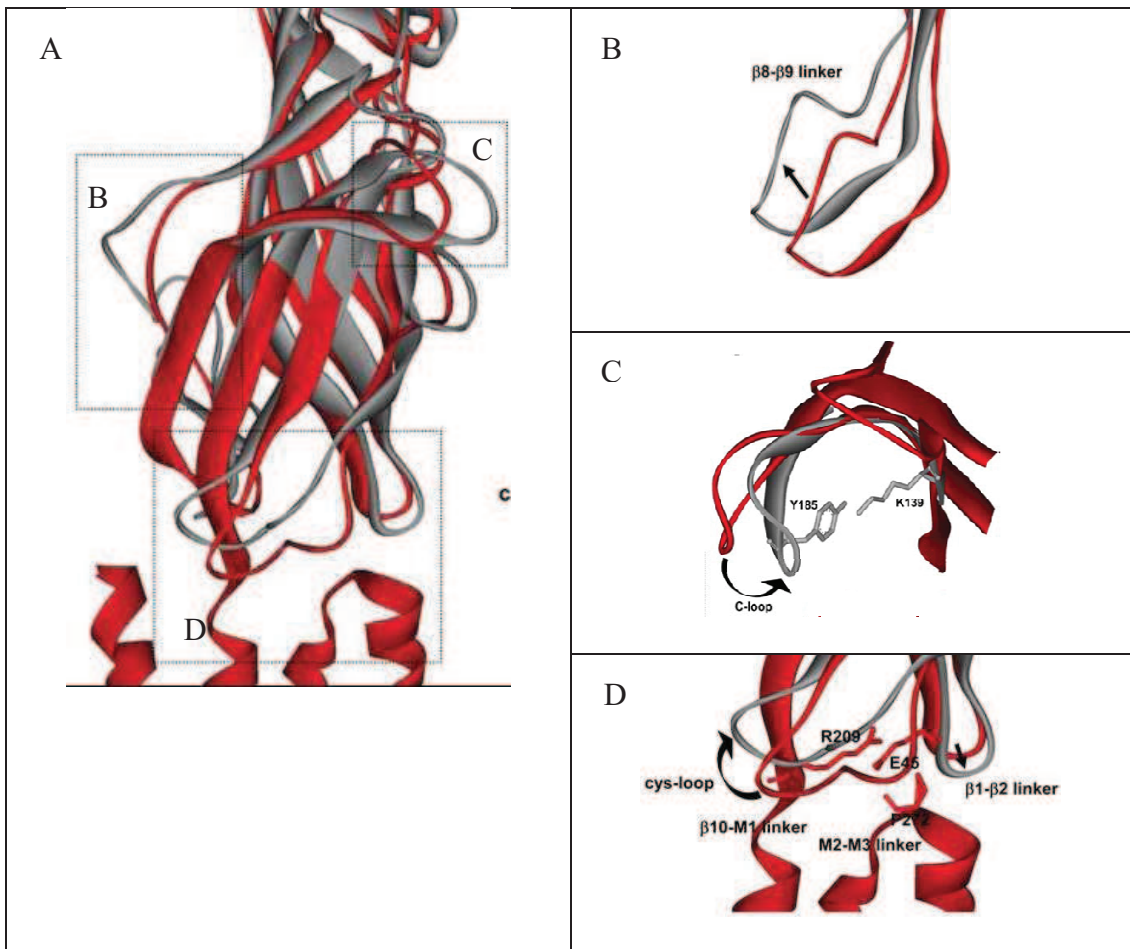 A
B
C
D
c
B
β8-β9 linker
C
Y185
K139
C-loop
D
R209
E45
cys-loop
β1-β2 linker
β10-M1 linker
P272
M2-M3 linker